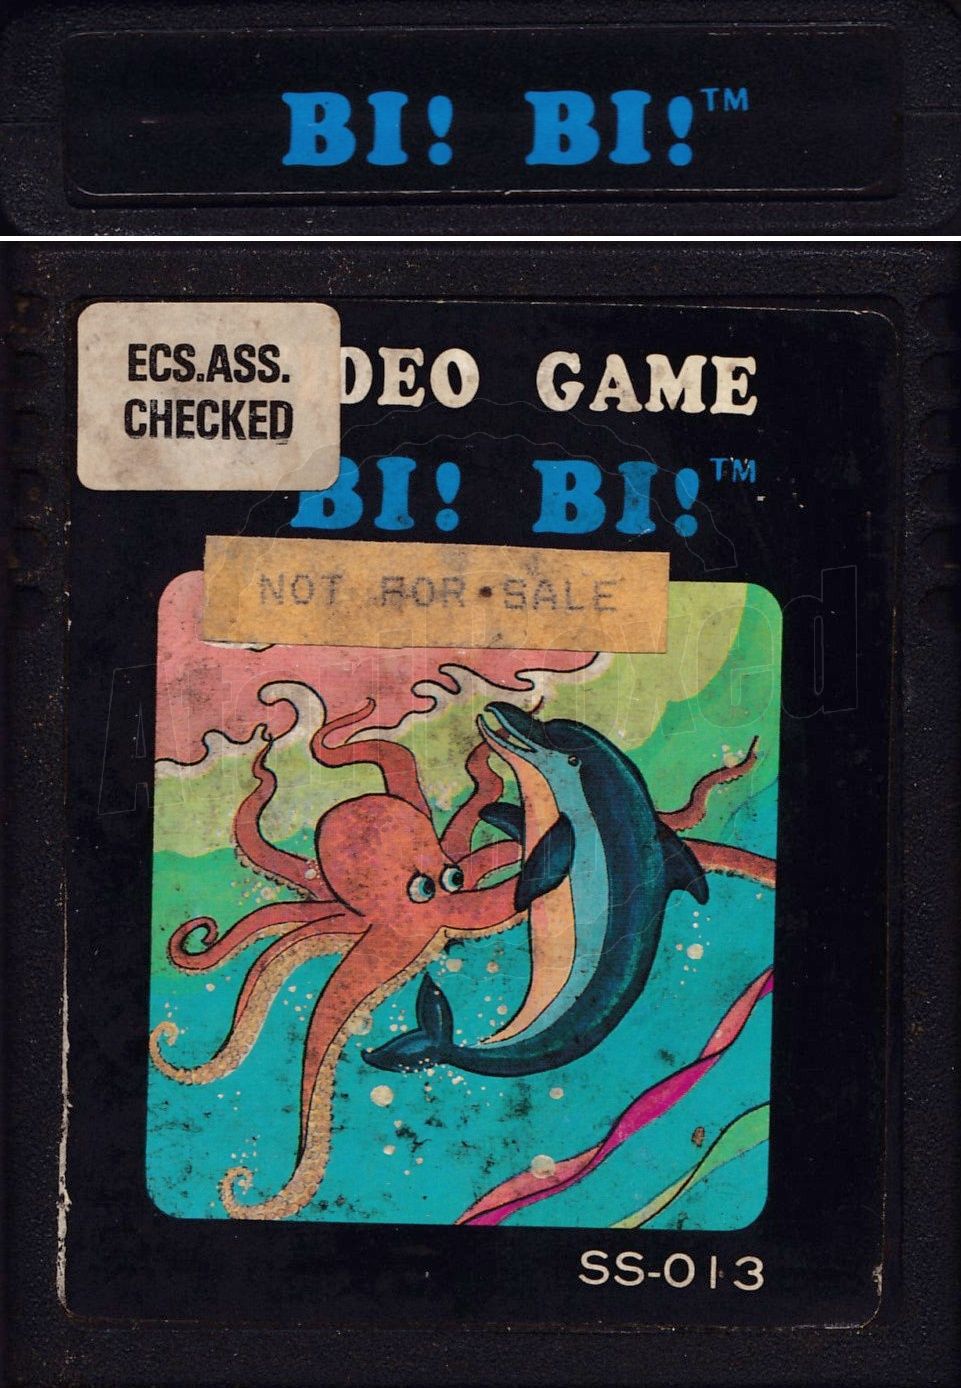 BI! BI!™
ECS.ASS.
CHECKED
DEO GAME
BI! BI!™
NOT FOR SALE
SS-013